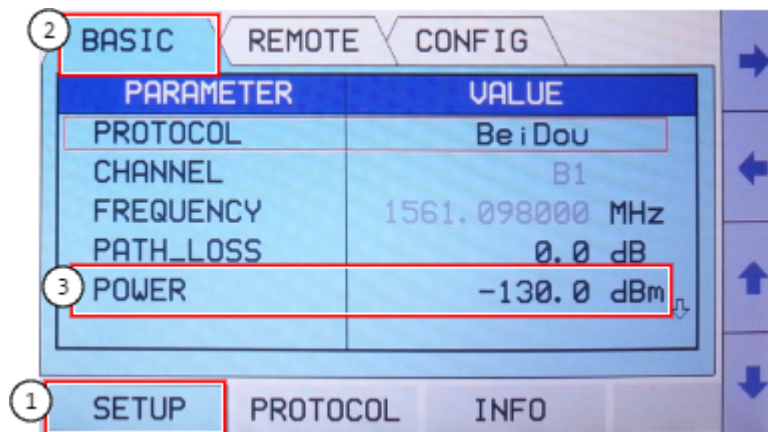 2
BASIC REMOTE CONFIG
PARAMETER VALUE
PROTOCOL BeiDou
CHANNEL B1
FREQUENCY 1561.098000 MHz
PATH_LOSS 0.0 dB
3 POWER -130.0 dBm
1 SETUP PROTOCOL INFO